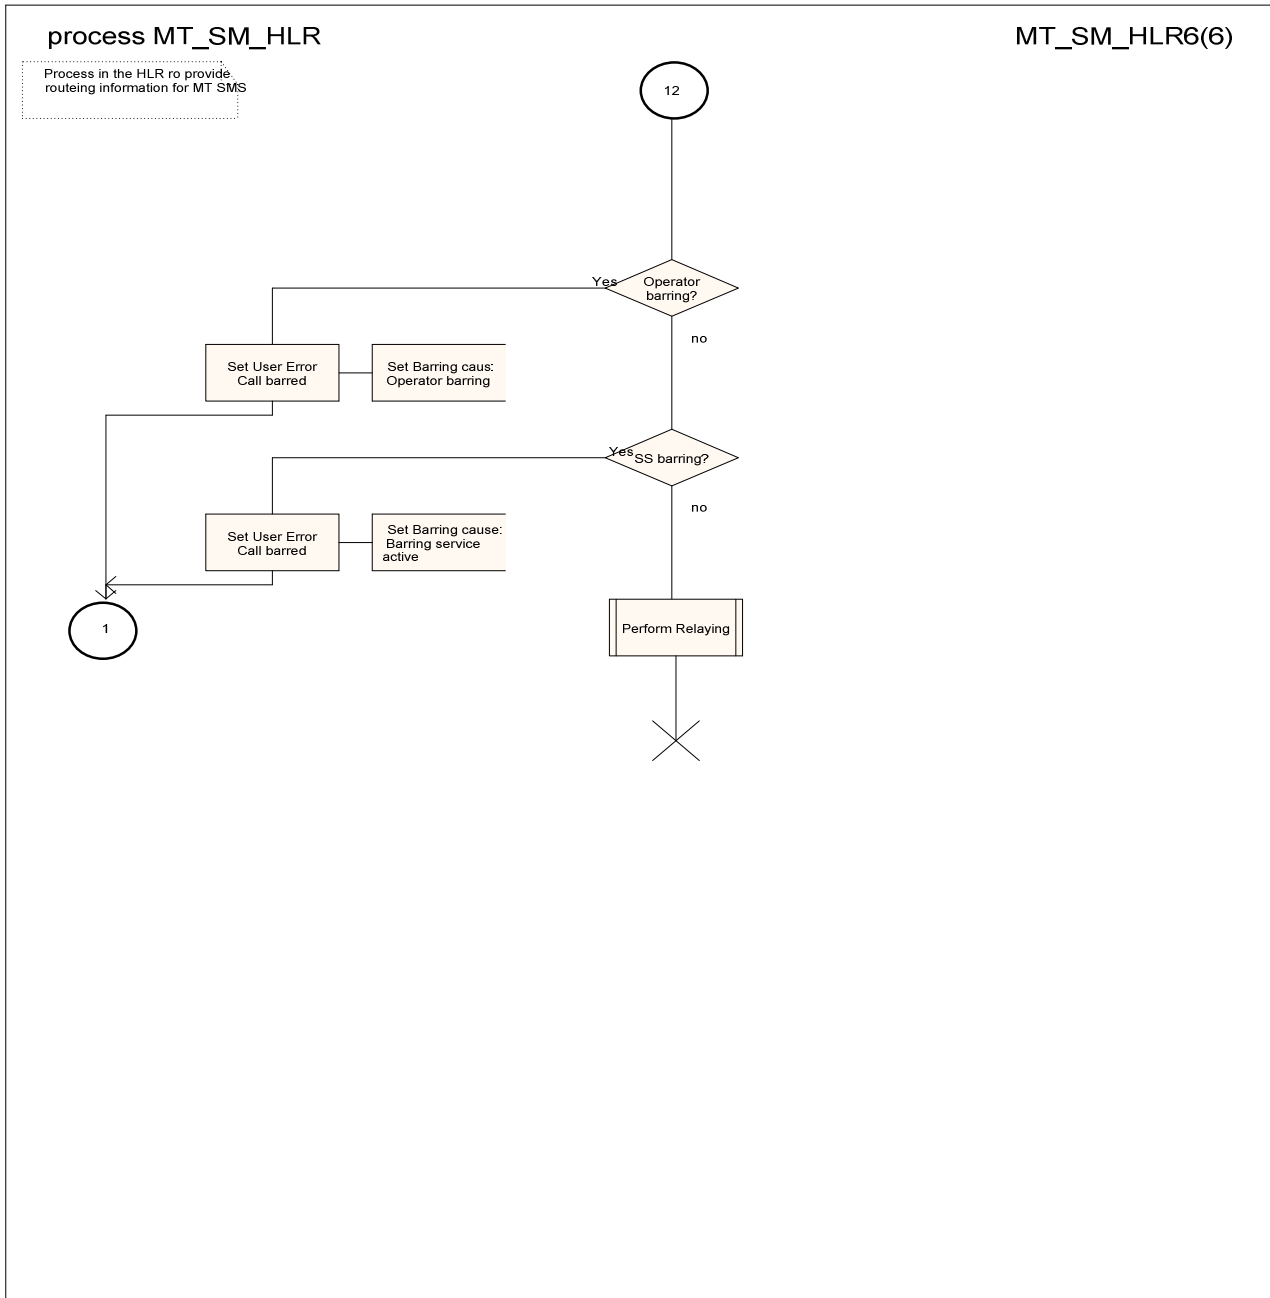 process MT_SM_HLR
MT_SM_HLR6(6)
Process in the HLR ro provide
routeing information for MT SMS
12
Yes
Operator
barring?
no
Set User Error
Call barred
Set Barring caus:
Operator barring
Yes
SS barring?
no
Set User Error
Call barred
Set Barring cause:
Barring service
active
1
Perform Relaying